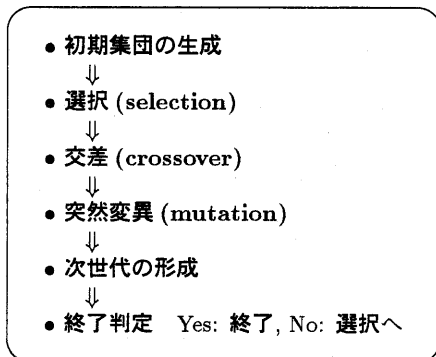 • 初期集団の生成
⇓
• 選択 (selection)
⇓
• 交差 (crossover)
⇓
• 突然変異 (mutation)
⇓
• 次世代の形成
⇓
• 終了判定 Yes: 終了, No: 選択へ